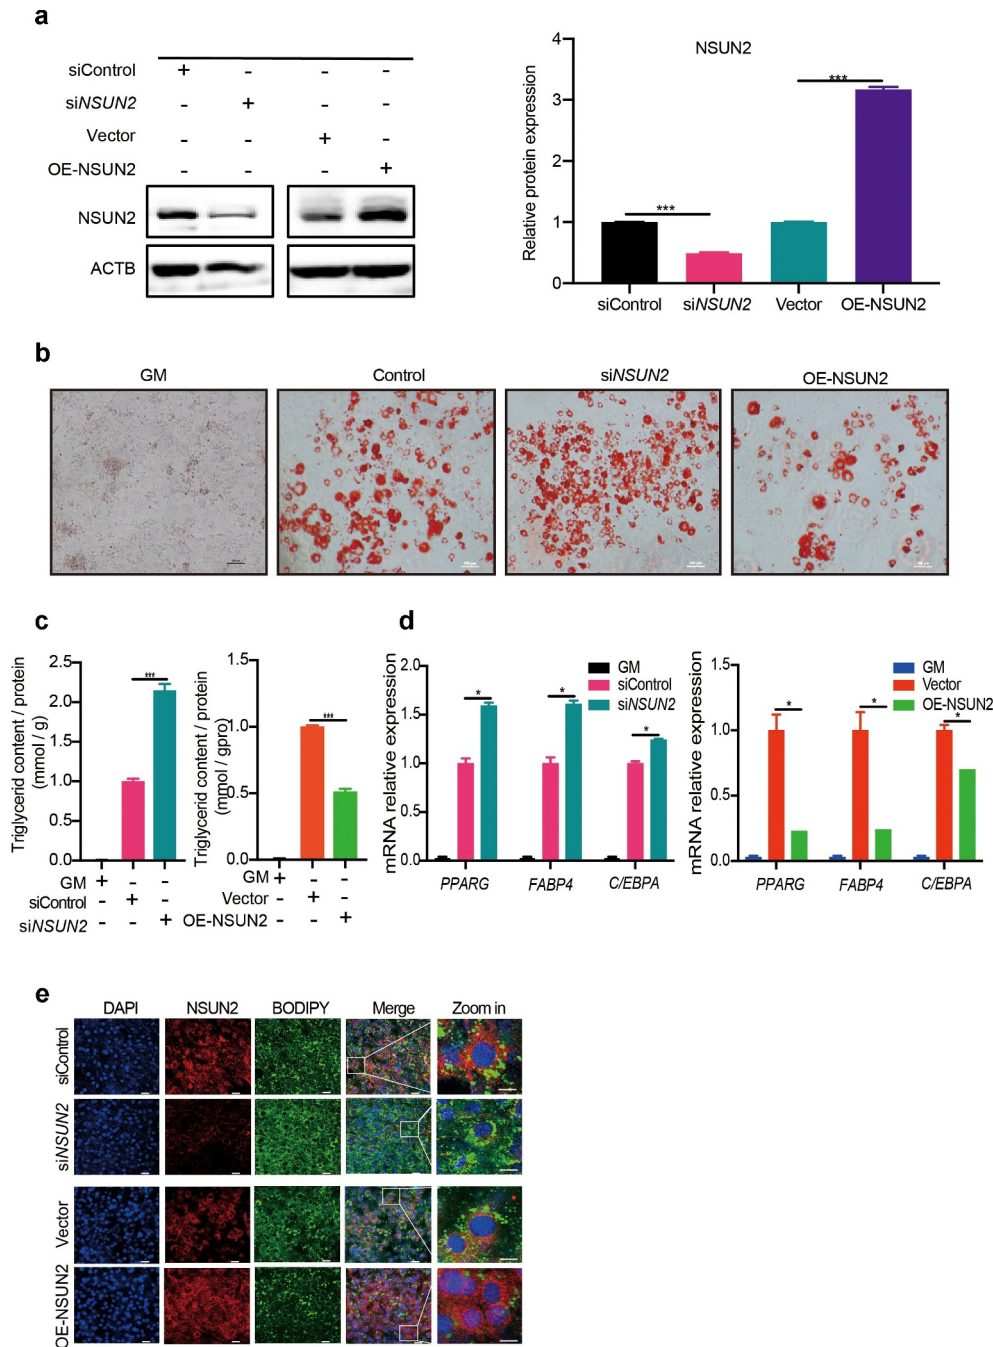 a
siControl + - - -
siNSUN2 - + - -
Vector - - + -
OE-NSUN2 - - - +
NSUN2
ACTB
NSUN2
Relative protein expression
4
3
2
1
0
***
***
siControl siNSUN2 Vector OE-NSUN2
b
GM Control siNSUN2 OE-NSUN2
c
Triglycerid content / protein
(mmol / g)
2.5
2.0
1.5
1.0
0.5
0.0
***
GM + - -
siControl - + -
siNSUN2 - - +
Triglycerid content / protein
(mmol / gpro)
1.5
1.0
0.5
0.0
***
GM + - -
Vector - + -
OE-NSUN2 - - +
d
mRNA relative expression
2.0
1.5
1.0
0.5
0.0
* * *
GM
siControl
siNSUN2
PPARG FABP4 C/EBPA
mRNA relative expression
1.5
1.0
0.5
0.0
* * *
GM
Vector
OE-NSUN2
PPARG FABP4 C/EBPA
e
DAPI NSUN2 BODIPY Merge Zoom in
siControl
siNSUN2
Vector
OE-NSUN2